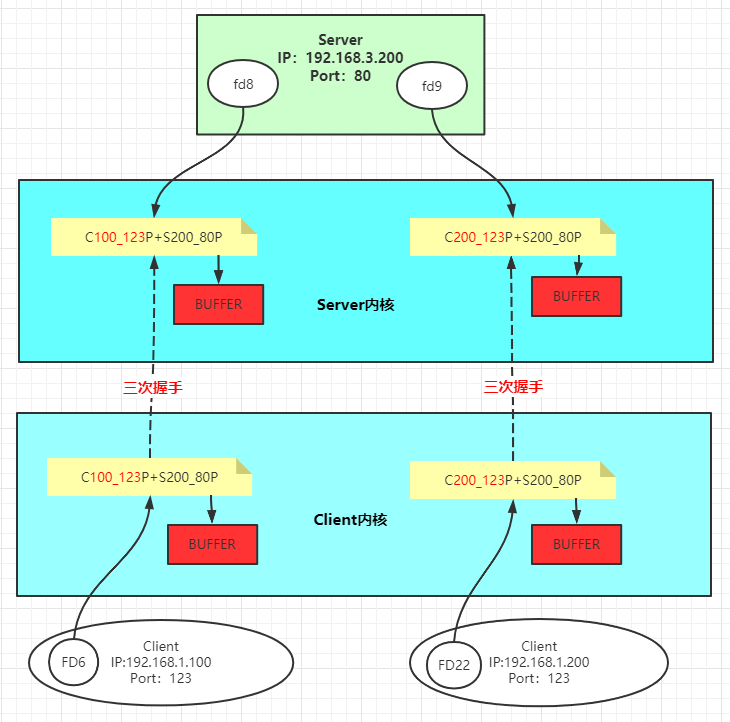 Server
IP：192.168.3.200
Port：80
fd8
fd9
C100_123P+S200_80P
C200_123P+S200_80P
BUFFER
BUFFER
Server内核
三次握手
三次握手
C100_123P+S200_80P
C200_123P+S200_80P
Client内核
BUFFER
BUFFER
FD6
Client
IP:192.168.1.100
Port：123
FD22
Client
IP:192.168.1.200
Port：123